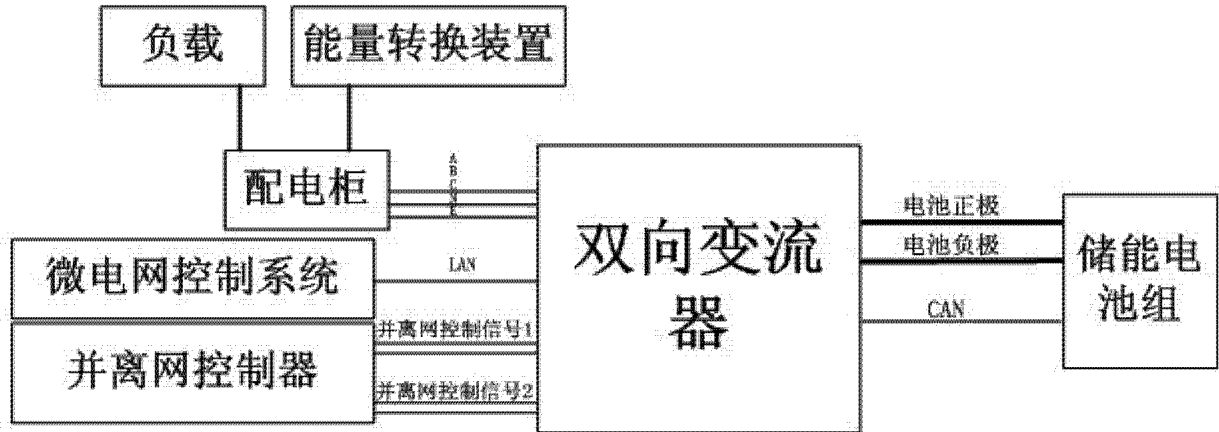 负载
能量转换装置
配电柜
A
B
C
N
E
双向变流
器
电池正极
电池负极
CAN
储能电
池组
微电网控制系统
LAN
并离网控制器
并离网控制信号1
并离网控制信号2